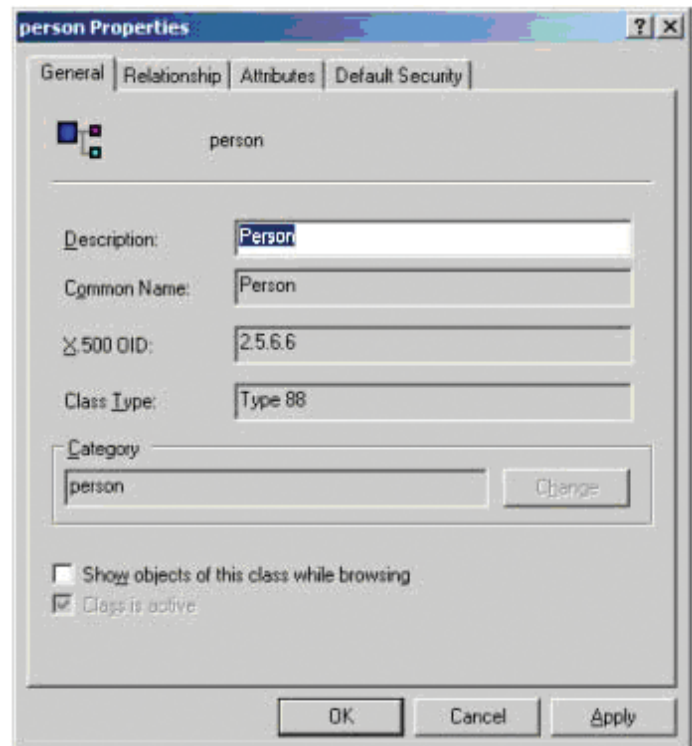 person Properties
General Relationship Attributes Default Security
person
Description: Person
Common Name: Person
X.500 OID: 2.5.6.6
Class Type: Type 88
Category
person Change
Show objects of this class while browsing
Class is active
OK Cancel Apply